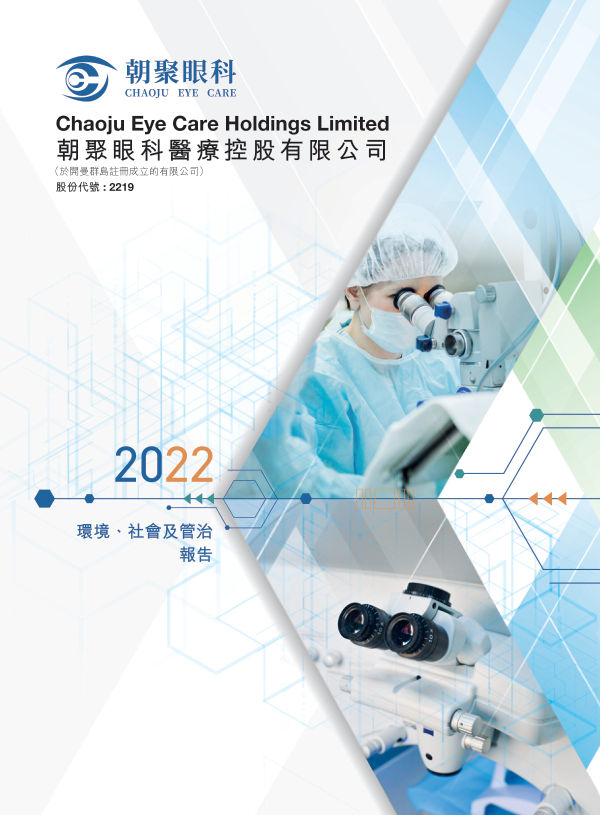 朝聚眼科
CHAOJU EYE CARE
Chaoju Eye Care Holdings Limited
朝聚眼科醫療控股有限公司
（於開曼群島註冊成立的有限公司）
股份代號 : 2219
2022
環境、社會及管治
報告